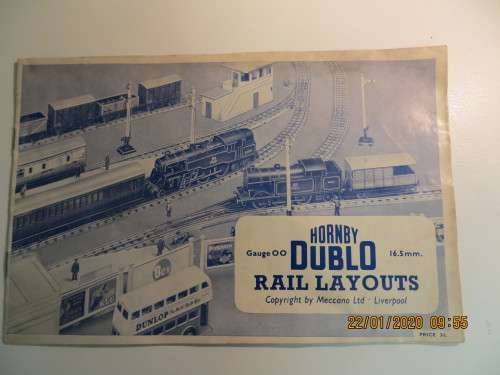 HORNBY
Gauge OO DUBLO 16.5mm.
RAIL LAYOUTS
Copyright by Meccano Ltd · Liverpool
DUNLOP
22/01/2020 09:55